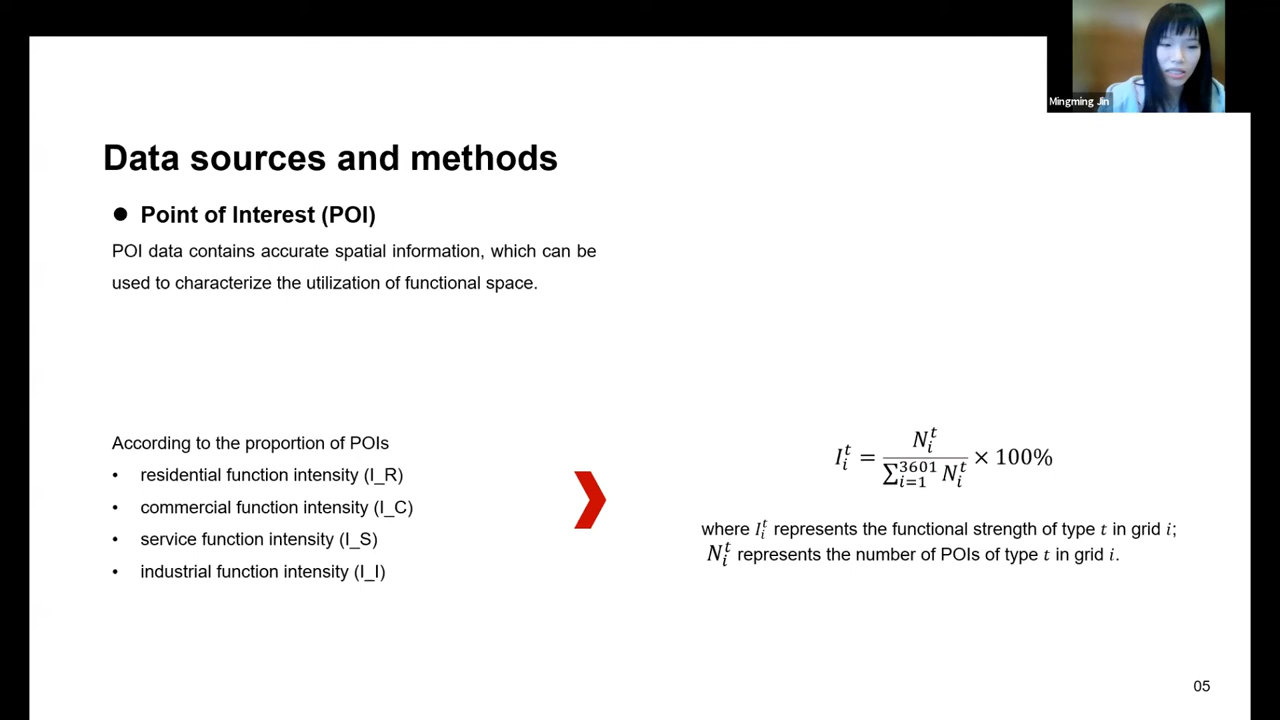 Mingming Jin
Data sources and methods
● Point of Interest (POI)
POI data contains accurate spatial information, which can be
used to characterize the utilization of functional space.
According to the proportion of POIs
• residential function intensity (I_R)
• commercial function intensity (I_C)
• service function intensity (I_S)
• industrial function intensity (I_I)
$I_i^t = \frac{N_i^t}{\sum_{i=1}^{3601} N_i^t} \times 100\%$
where $I_i^t$ represents the functional strength of type $t$ in grid $i$;
$N_i^t$ represents the number of POIs of type $t$ in grid $i$.
05